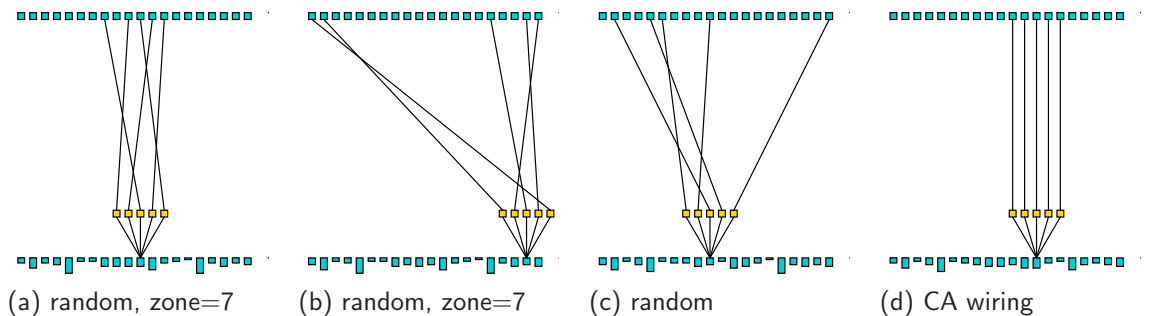 (a) random, zone=7
(b) random, zone=7
(c) random
(d) CA wiring